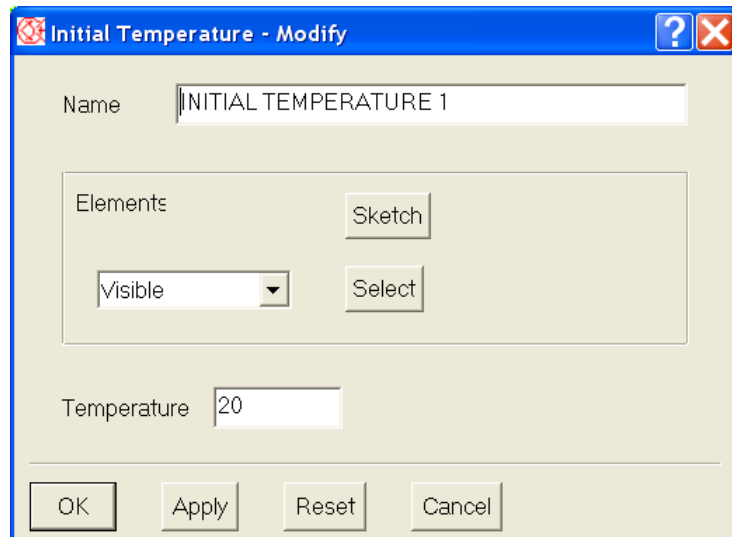 Initial Temperature - Modify
Name INITIAL TEMPERATURE 1
Elements Sketch
Visible Select
Temperature 20
OK Apply Reset Cancel